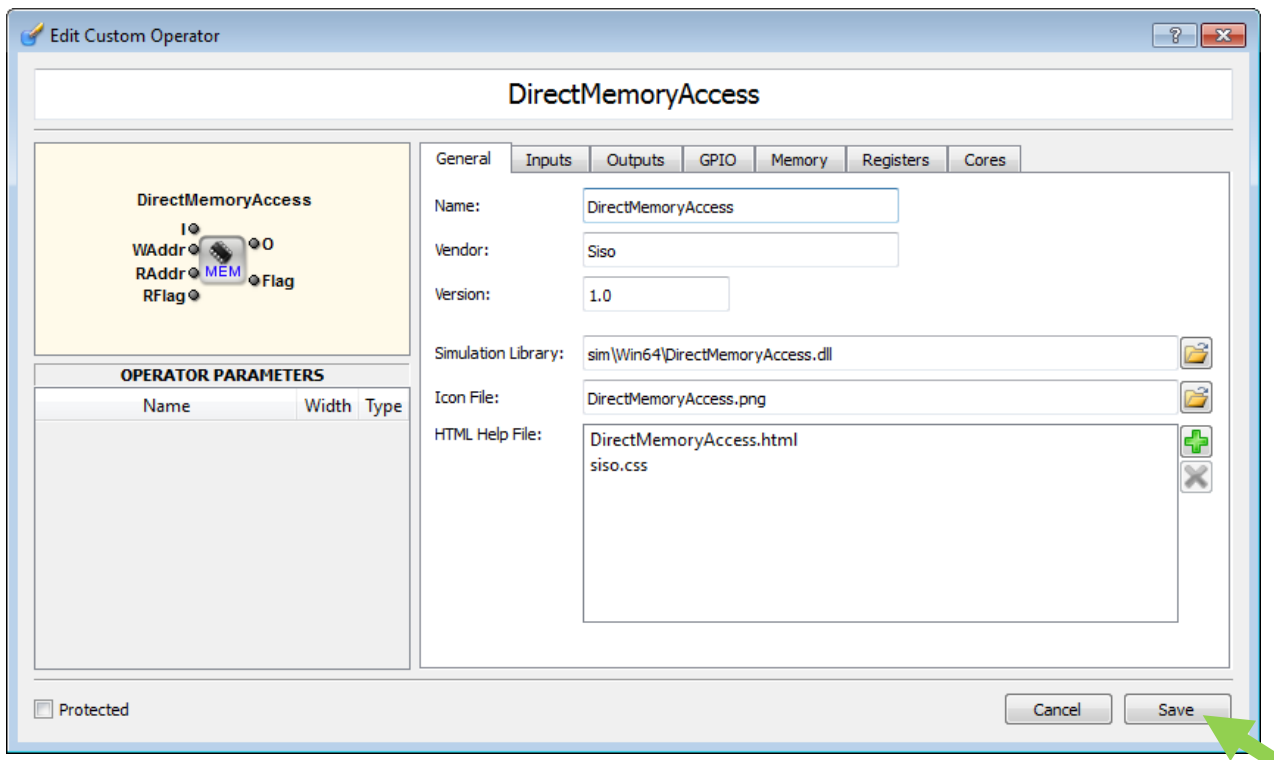 Edit Custom Operator
?
DirectMemoryAccess
DirectMemoryAccess
I
O
WAddr
RAddr
MEM
Flag
RFlag
OPERATOR PARAMETERS
Name Width Type
General Inputs Outputs GPIO Memory Registers Cores
Name: DirectMemoryAccess
Vendor: Siso
Version: 1.0
Simulation Library: sim\Win64\DirectMemoryAccess.dll
Icon File: DirectMemoryAccess.png
HTML Help File: DirectMemoryAccess.html
siso.css
Protected
Cancel Save